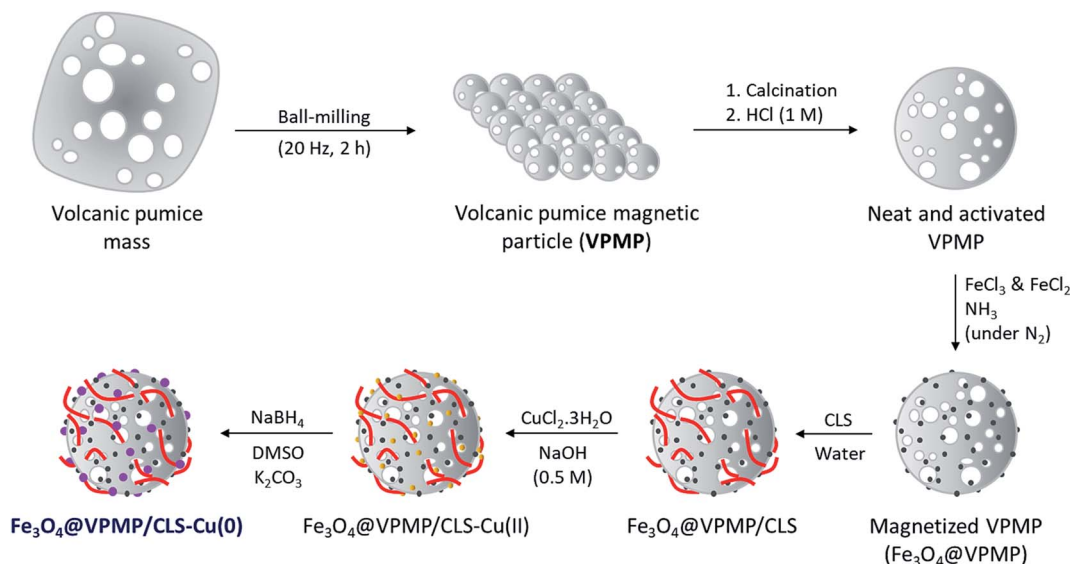 Ball-milling
(20 Hz, 2 h)
1. Calcination
2. HCl (1 M)
Volcanic pumice
mass
Volcanic pumice magnetic
particle (VPMP)
Neat and activated
VPMP
FeCl₃ & FeCl₂
NH₃
(under N₂)
NaBH₄
DMSO
K₂CO₃
CuCl₂.3H₂O
NaOH
(0.5 M)
CLS
Water
Fe₃O₄@VPMP/CLS-Cu(0)
Fe₃O₄@VPMP/CLS-Cu(II)
Fe₃O₄@VPMP/CLS
Magnetized VPMP
(Fe₃O₄@VPMP)